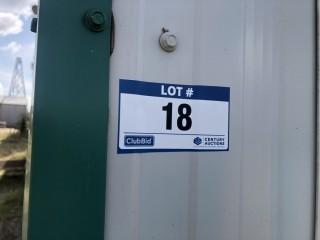 LOT #
18
ClubBid
CENTURY
AUCTIONS